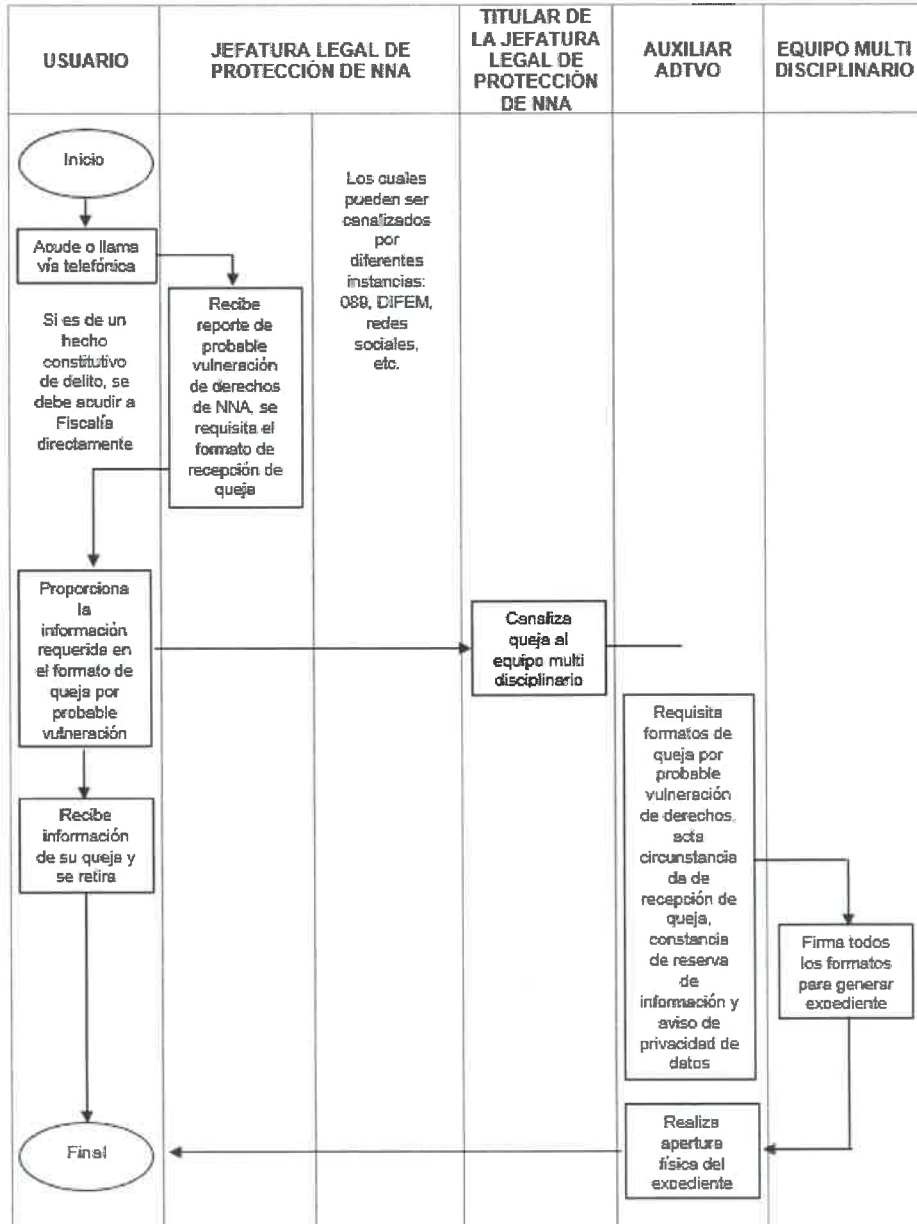 USUARIO
JEFATURA LEGAL DE
PROTECCIÓN DE NNA
TITULAR DE
LA JEFATURA
LEGAL DE
PROTECCIÓN
DE NNA
AUXILIAR
ADTVO
EQUIPO MULTI
DISCIPLINARIO
Inicio
Acude o llama
vía telefónica
Si es de un
hecho
constitutivo
de delito, se
debe acudir a
Fiscalía
directamente
Recibe
reporte de
probable
vulneración
de derechos
de NNA, se
requisita el
formato de
recepción de
queja
Los cuales
pueden ser
canalizados
por
diferentes
instancias:
089, DIFEM,
redes
sociales,
etc.
Proporciona
la
información
requerida en
el formato de
queja por
probable
vulneración
Canaliza
queja al
equipo multi
disciplinario
Recibe
información
de su queja y
se retira
Requisita
formatos de
queja por
probable
vulneración
de derechos,
acta
circunstancia
da de
recepción de
queja,
constancia
de reserva
de
información y
aviso de
privacidad de
datos
Firma todos
los formatos
para generar
expediente
Realiza
apertura
física del
expediente
Final